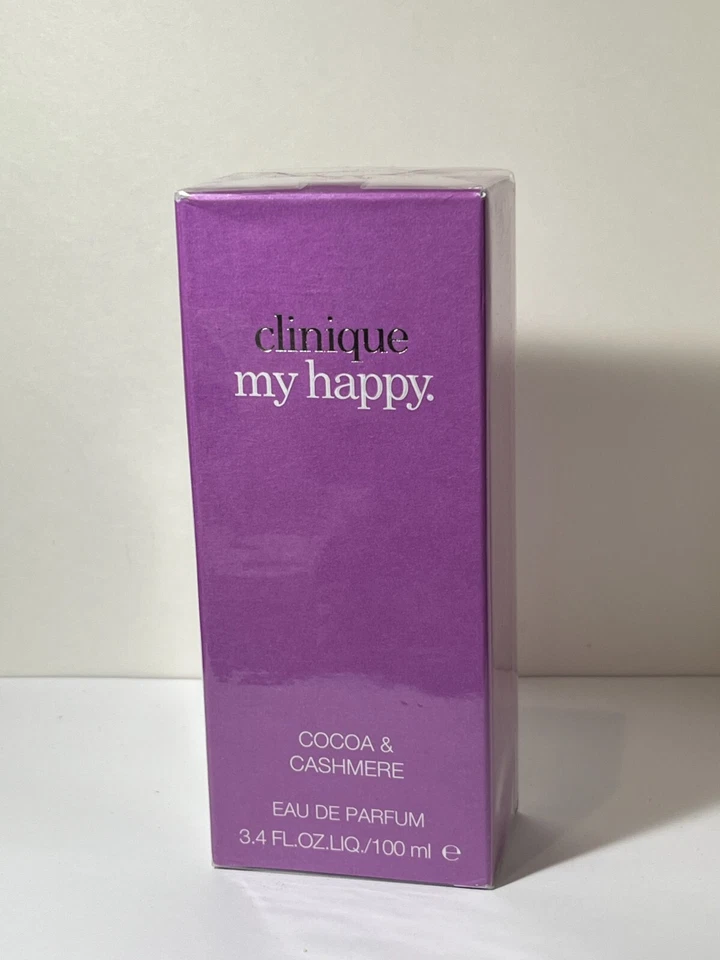 clinique
my happy.
COCOA &
CASHMERE
EAU DE PARFUM
3.4 FL.OZ.LIQ./100 ml ℮